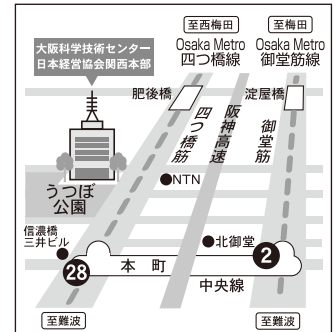 至西梅田
至梅田
大阪科学技術センター
日本経営協会関西本部
Osaka Metro
四つ橋線
Osaka Metro
御堂筋線
肥後橋
淀屋橋
四つ橋筋
阪神高速
御堂筋
●NTN
うつぼ
公園
信濃橋
三井ビル
●北御堂
28
本町
2
中央線
至難波
至難波